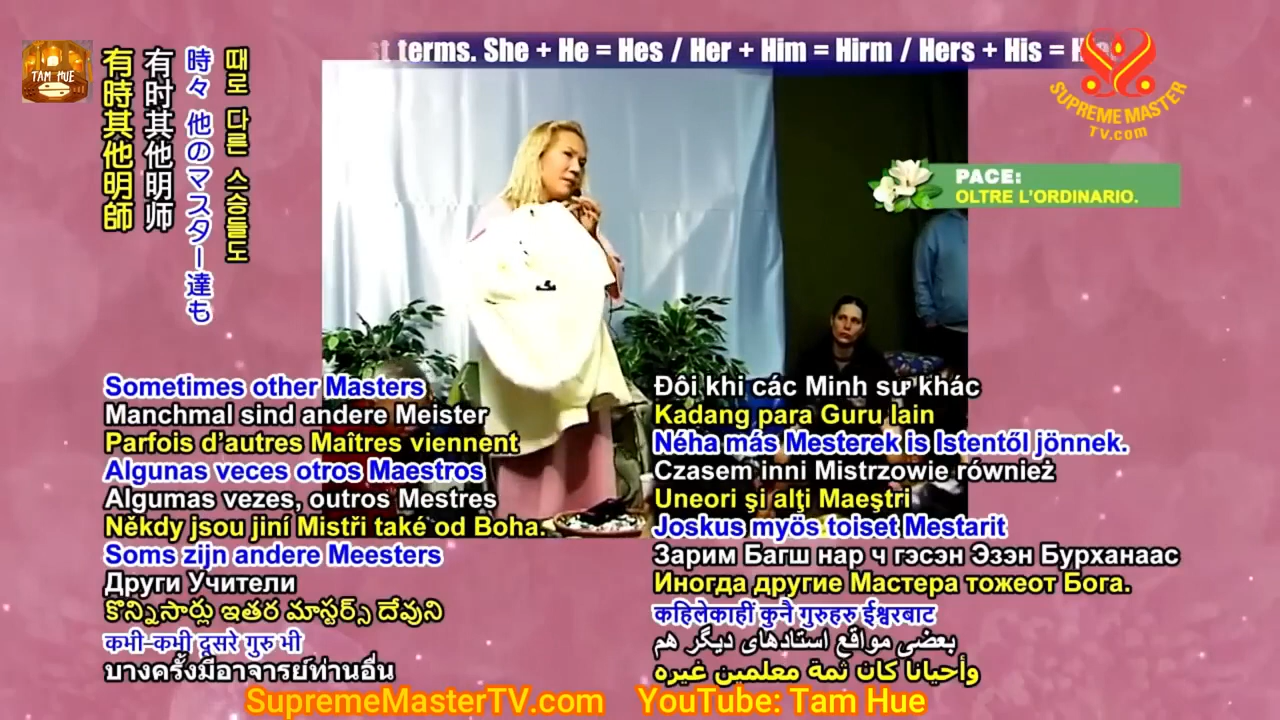 st terms. She + He = Hes / Her + Him = Hirm / Hers + His = H
TAM HUE
SUPREME MASTER
TV.com
PACE:
OLTRE L'ORDINARIO.
때로 다른 스승들도
時々 他のマスター達も
有时其他明师
有時其他明師
Sometimes other Masters
Manchmal sind andere Meister
Parfois d'autres Maîtres viennent
Algunas veces otros Maestros
Algumas vezes, outros Mestres
Někdy jsou jiní Mistři také od Boha.
Soms zijn andere Meesters
Други Учители
కొన్నిసార్లు ఇతర మాస్టర్స్ దేవుని
कभी-कभी दूसरे गुरु भी
บางครั้งมีอาจารย์ท่านอื่น
Đôi khi các Minh sư khác
Kadang para Guru lain
Néha más Mesterek is Istentől jönnek.
Czasem inni Mistrzowie również
Uneori şi alţi Maeştri
Joskus myös toiset Mestarit
Зарим Багш нар ч гэсэн Эзэн Бурханаас
Иногда другие Мастера тожеот Бога.
कहिलेकाहीं कुनै गुरुहरु ईश्वरबाट
بعضی مواقع استادهای دیگر هم
وأحيانا كان ثمة معلمين غيره
SupremeMasterTV.com YouTube: Tam Hue